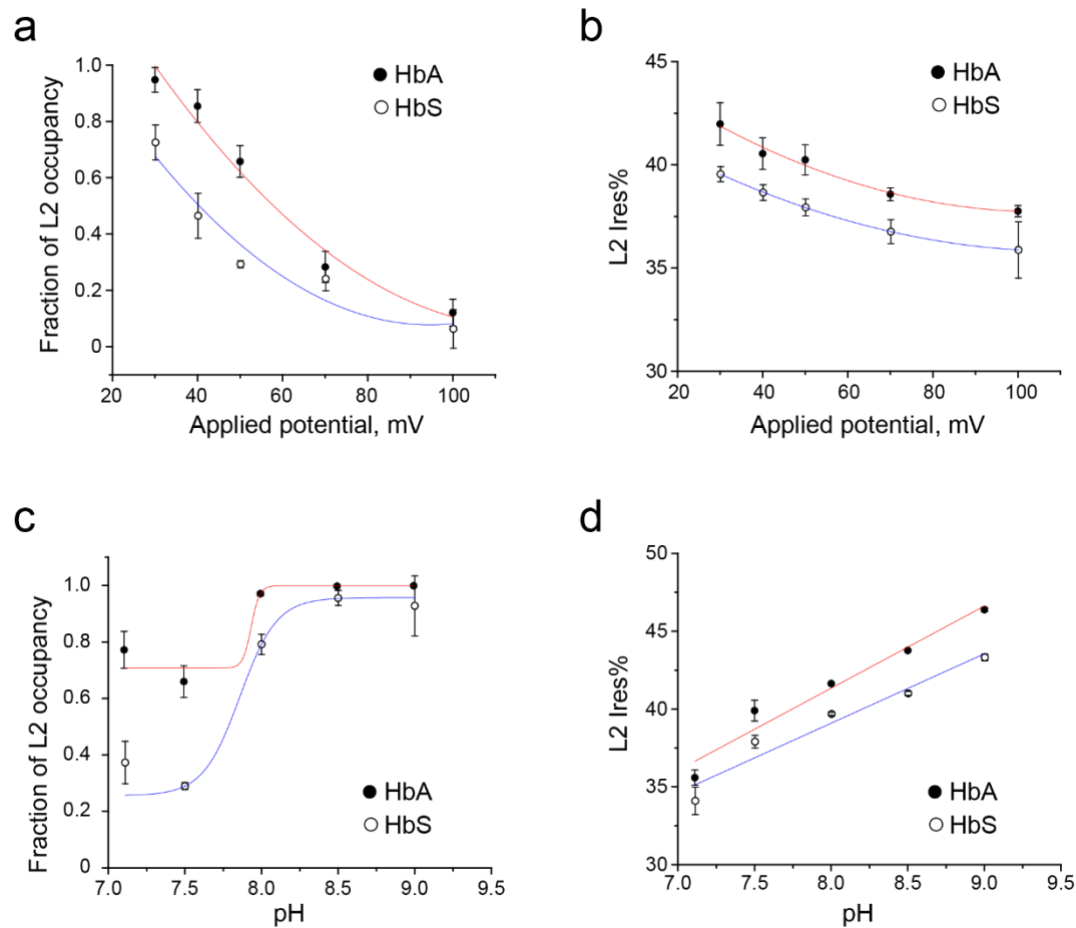 a
Fraction of L2 occupancy
1.0
0.8
0.6
0.4
0.2
0
HbA
HbS
20 40 60 80 100
Applied potential, mV
b
L2 Ires%
45
40
35
30
HbA
HbS
20 40 60 80 100
Applied potential, mV
c
Fraction of L2 occupancy
1.0
0.8
0.6
0.4
0.2
0
HbA
HbS
7.0 7.5 8.0 8.5 9.0 9.5
pH
d
L2 Ires%
50
45
40
35
30
HbA
HbS
7.0 7.5 8.0 8.5 9.0 9.5
pH